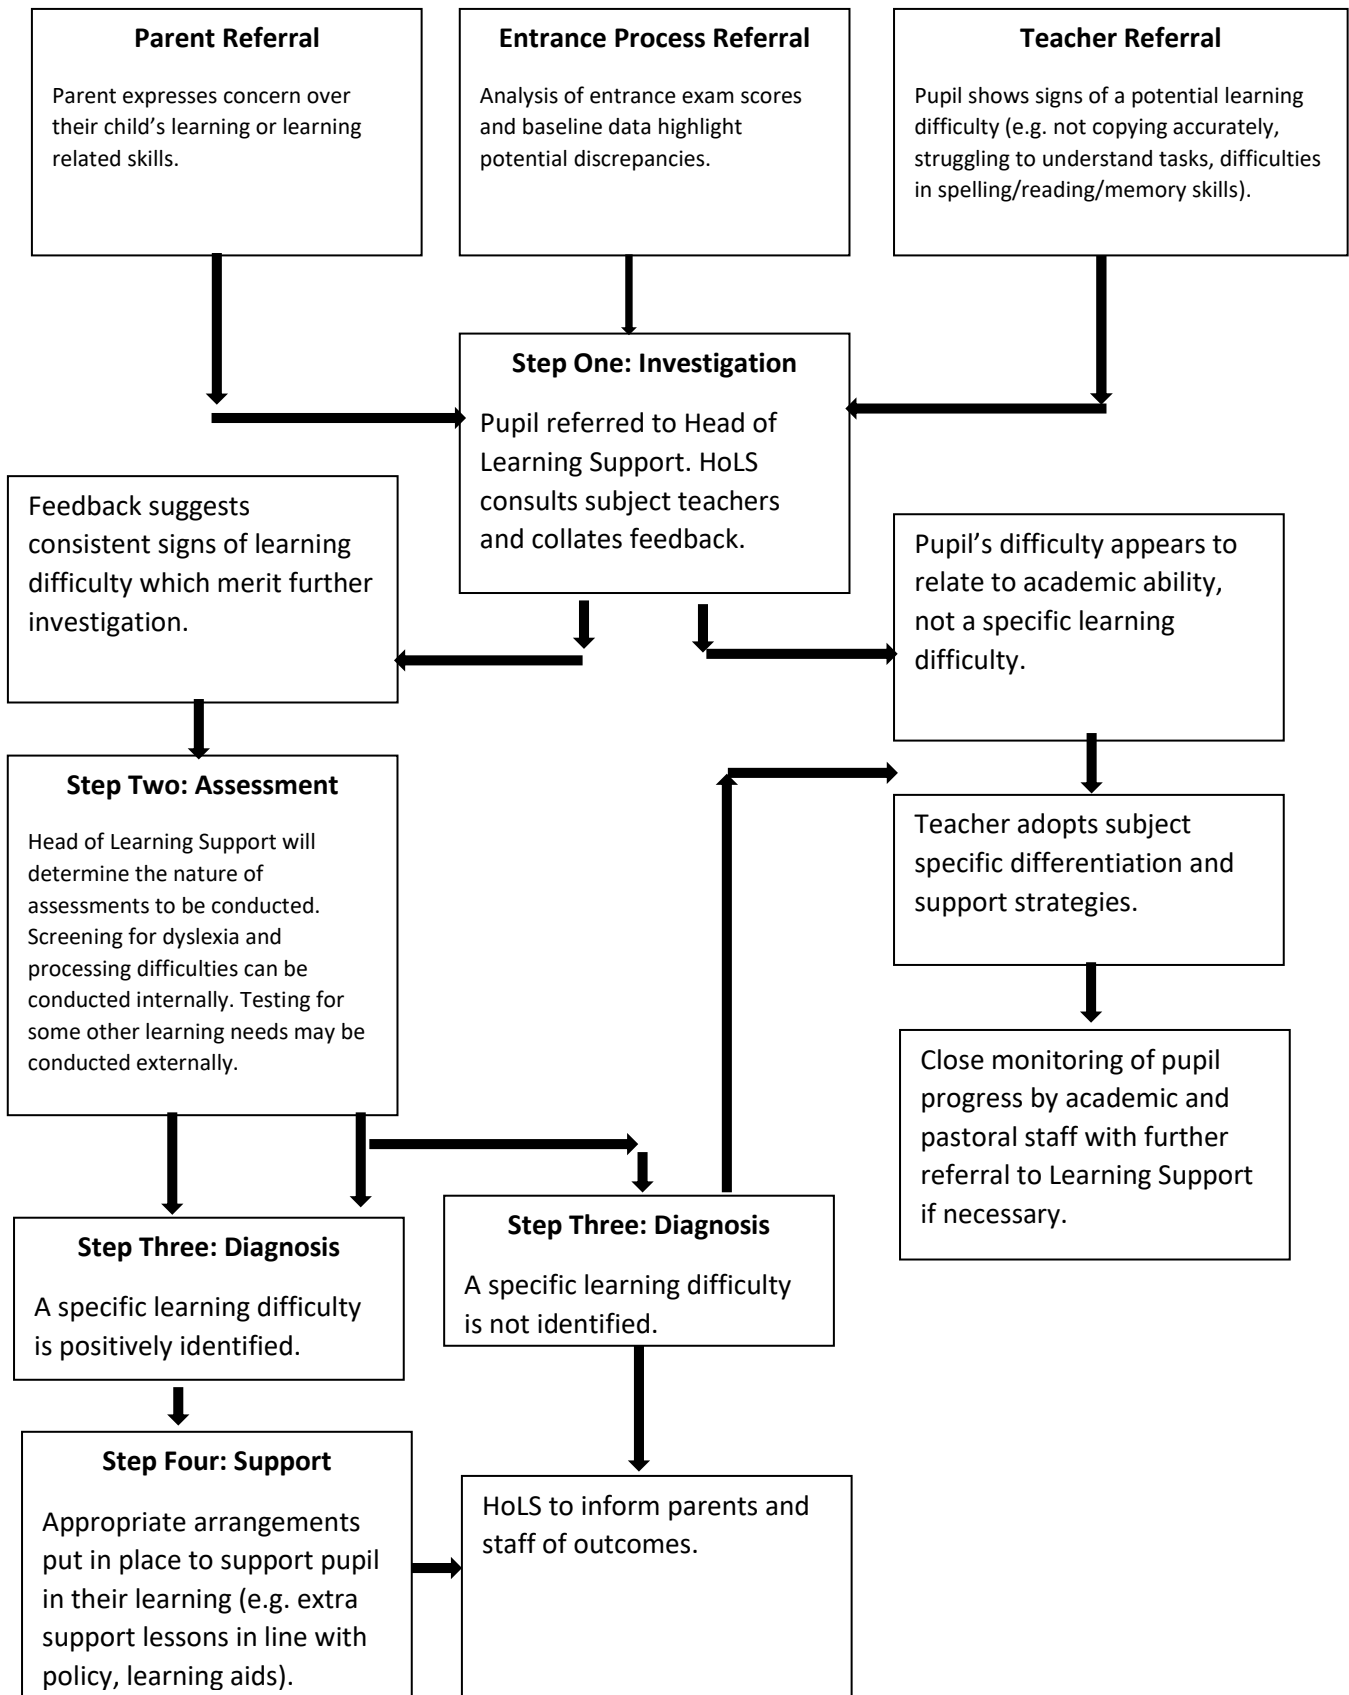 Parent Referral
Parent expresses concern over
their child’s learning or learning
related skills.
Entrance Process Referral
Analysis of entrance exam scores
and baseline data highlight
potential discrepancies.
Teacher Referral
Pupil shows signs of a potential learning
difficulty (e.g. not copying accurately,
struggling to understand tasks, difficulties
in spelling/reading/memory skills).
Step One: Investigation
Pupil referred to Head of
Learning Support. HoLS
consults subject teachers
and collates feedback.
Feedback suggests
consistent signs of learning
difficulty which merit further
investigation.
Pupil’s difficulty appears to
relate to academic ability,
not a specific learning
difficulty.
Step Two: Assessment
Head of Learning Support will
determine the nature of
assessments to be conducted.
Screening for dyslexia and
processing difficulties can be
conducted internally. Testing for
some other learning needs may be
conducted externally.
Teacher adopts subject
specific differentiation and
support strategies.
Close monitoring of pupil
progress by academic and
pastoral staff with further
referral to Learning Support
if necessary.
Step Three: Diagnosis
A specific learning difficulty
is positively identified.
Step Three: Diagnosis
A specific learning difficulty
is not identified.
Step Four: Support
Appropriate arrangements
put in place to support pupil
in their learning (e.g. extra
support lessons in line with
policy, learning aids).
HoLS to inform parents and
staff of outcomes.